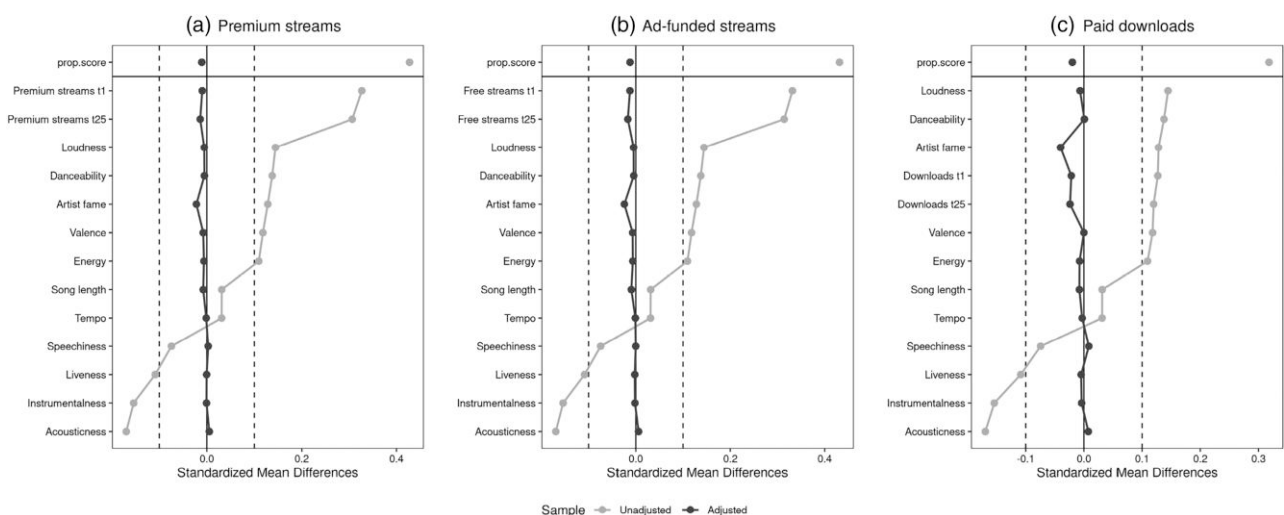 (a) Premium streams
prop.score
Premium streams t1
Premium streams t25
Loudness
Danceability
Artist fame
Valence
Energy
Song length
Tempo
Speechiness
Liveness
Instrumentalness
Acousticness
0.0 0.2 0.4
Standardized Mean Differences
(b) Ad-funded streams
prop.score
Free streams t1
Free streams t25
Loudness
Danceability
Artist fame
Valence
Energy
Song length
Tempo
Speechiness
Liveness
Instrumentalness
Acousticness
0.0 0.2 0.4
Standardized Mean Differences
(c) Paid downloads
prop.score
Loudness
Danceability
Artist fame
Downloads t1
Downloads t25
Valence
Energy
Song length
Tempo
Speechiness
Liveness
Instrumentalness
Acousticness
-0.1 0.0 0.1 0.2 0.3
Standardized Mean Differences
Sample Unadjusted Adjusted